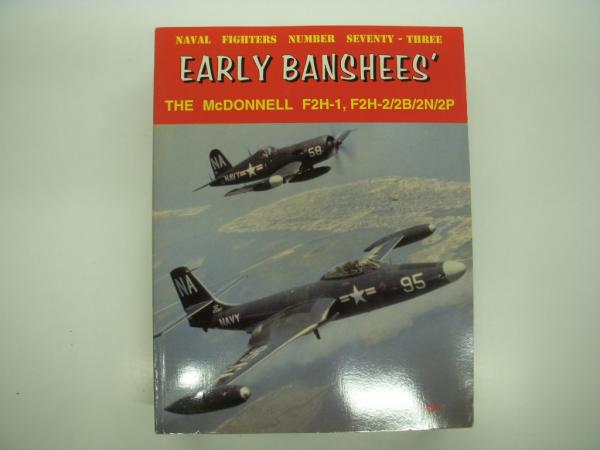 NAVAL FIGHTERS NUMBER SEVENTY-THREE
EARLY BANSHEES'
THE McDONNELL F2H-1, F2H-2/2B/2N/2P
NA
NAVY
58
NA
NAVY
95